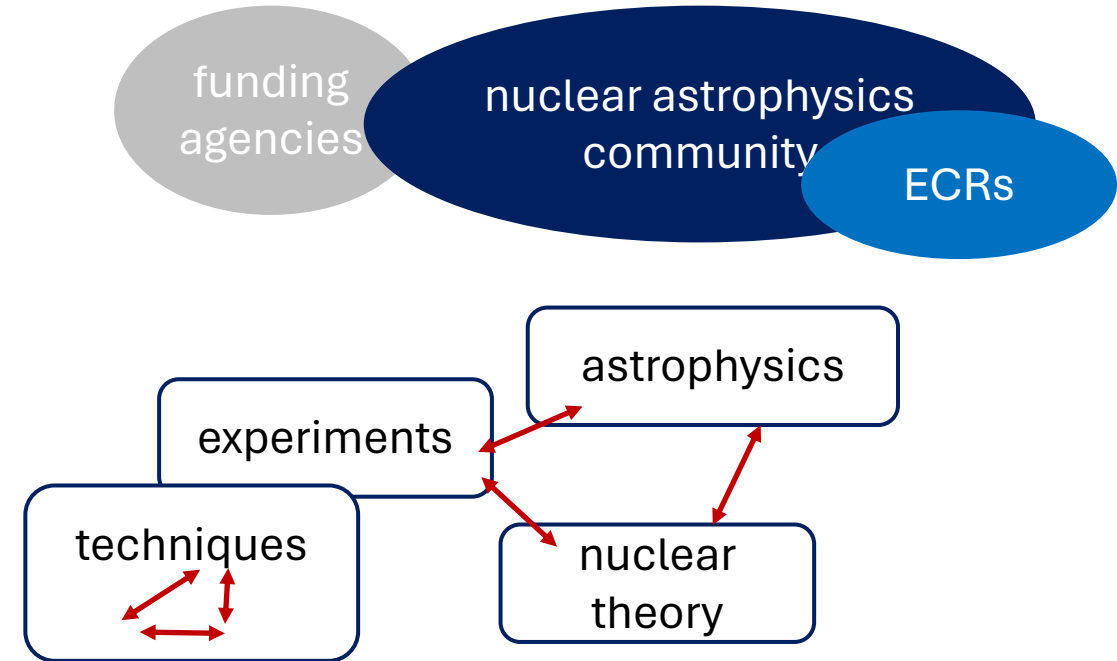 funding
agencies
nuclear astrophysics
community
ECRs
astrophysics
experiments
techniques
nuclear
theory